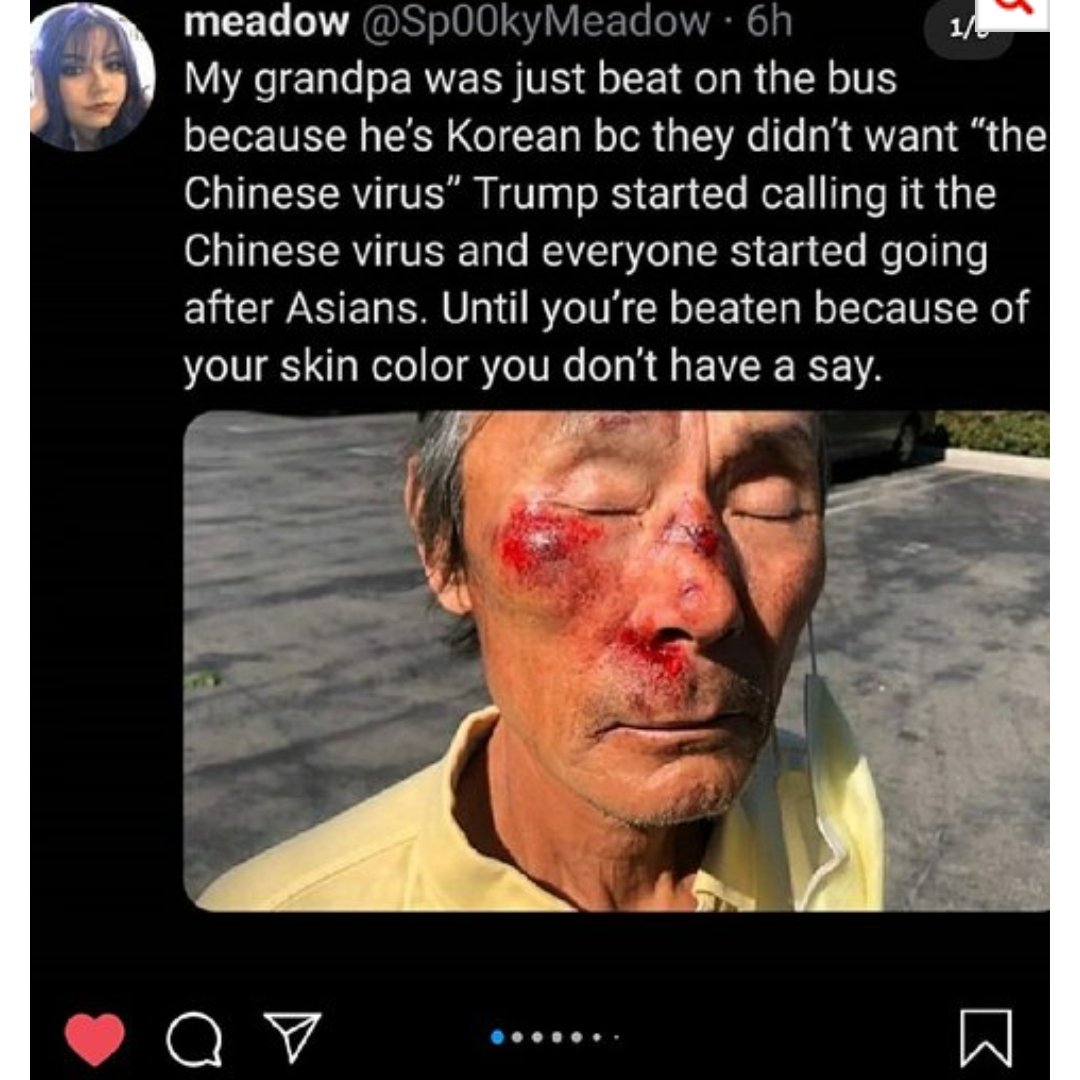 meadow @Sp00kyMeadow · 6h
1/
My grandpa was just beat on the bus
because he's Korean bc they didn't want “the
Chinese virus” Trump started calling it the
Chinese virus and everyone started going
after Asians. Until you're beaten because of
your skin color you don't have a say.